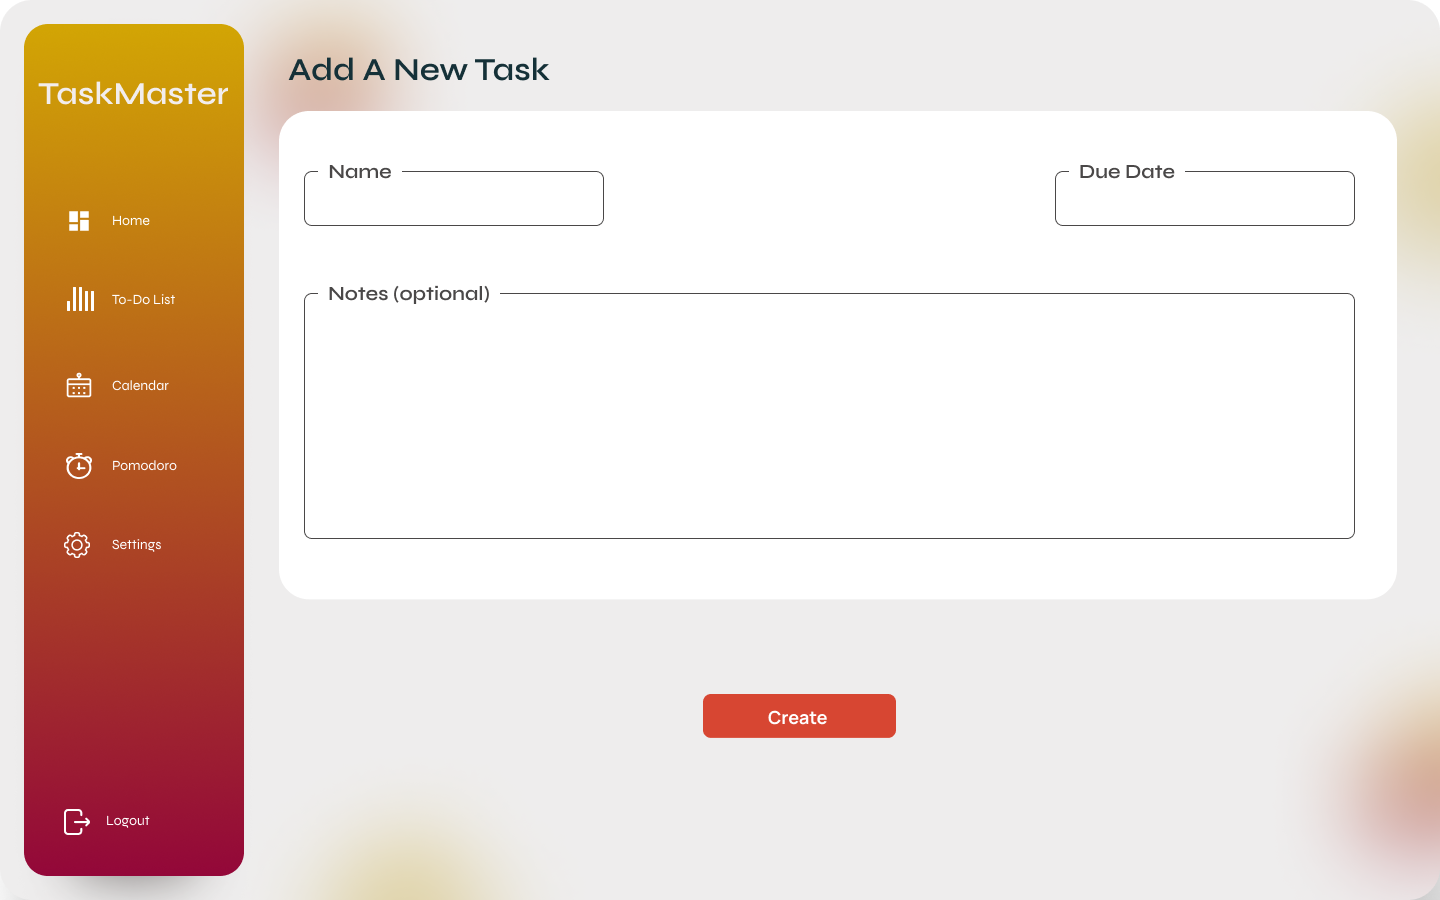 TaskMaster
Home
To-Do List
Calendar
Pomodoro
Settings
Logout
Add A New Task
Name
Due Date
Notes (optional)
Create